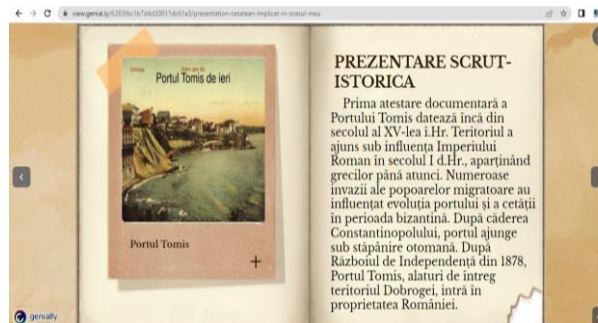 view.genial.ly/6283f6c1b7d6d30011dc61a3/presentation-cetatean-implicat-in-orasul-meu
Portul Tomis de ieri
Portul Tomis
PREZENTARE SCRUT-
ISTORICA
Prima atestare documentară a
Portului Tomis datează încă din
secolul al XV-lea î.Hr. Teritoriul a
ajuns sub influența Imperiului
Roman în secolul I d.Hr., aparținând
grecilor până atunci. Numeroase
invazii ale popoarelor migratoare au
influențat evoluția portului și a cetății
în perioada bizantină. După căderea
Constantinopolului, portul ajunge
sub stăpânire otomană. După
Războiul de Independență din 1878,
Portul Tomis, alaturi de întreg
teritoriul Dobrogei, intră în
proprietatea României.
genially